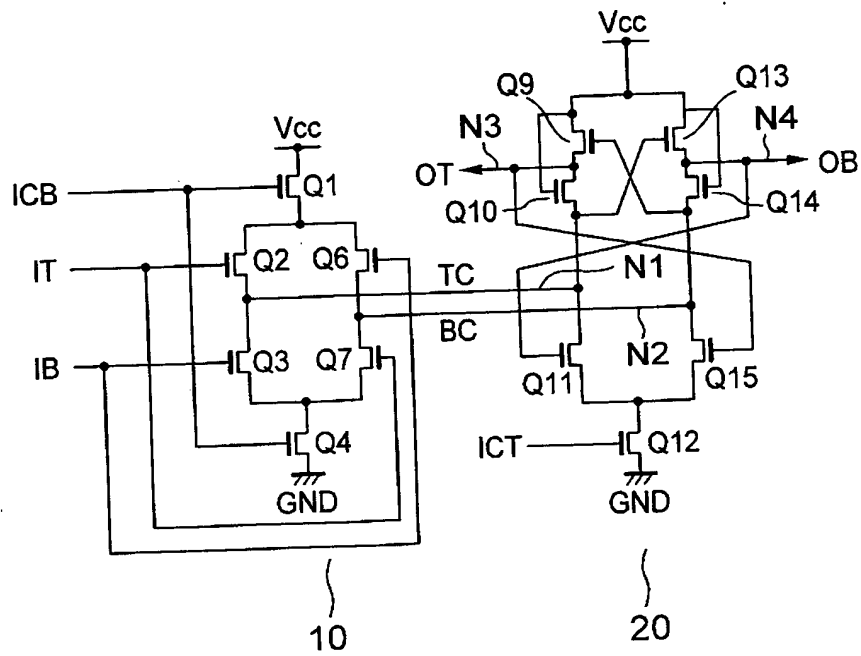 Vcc
Q9
Q13
N3
N4
Vcc
OT
OB
ICB
Q1
Q10
Q14
IT
Q2
Q6
TC
N1
BC
N2
IB
Q3
Q7
Q11
Q15
Q4
ICT
Q12
GND
GND
10
20